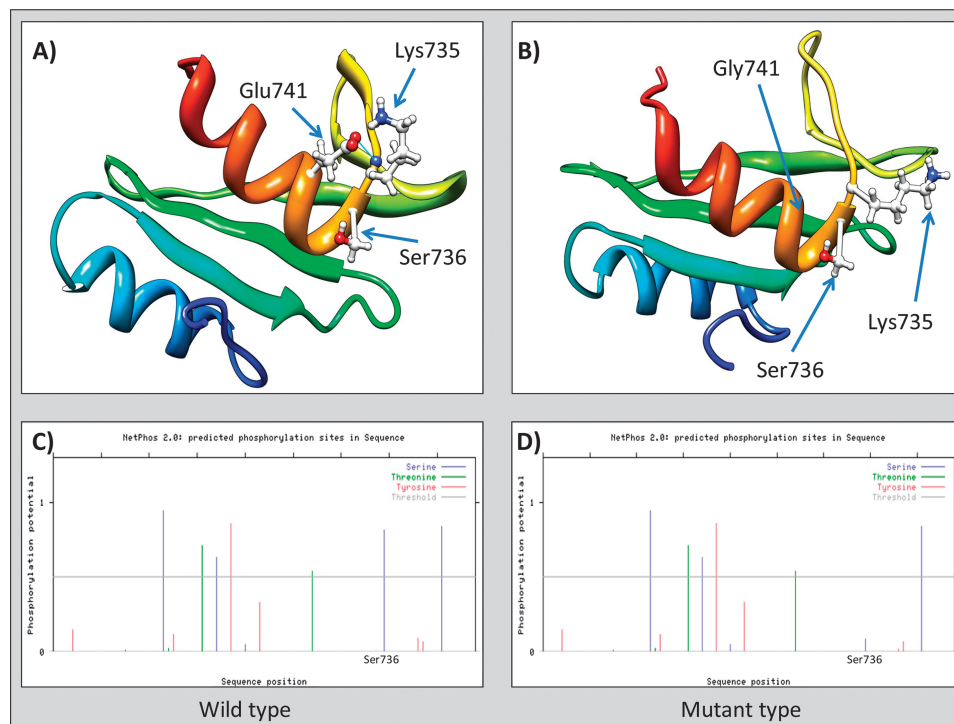 A)
Lys735
Glu741
Ser736
B)
Gly741
Lys735
Ser736
C)
NetPhos 2.0: predicted phosphorylation sites in Sequence
Serine
Threonine
Tyrosine
Threshold
Phosphorylation potential
1
0
Ser736
Sequence position
Wild type
D)
NetPhos 2.0: predicted phosphorylation sites in Sequence
Serine
Threonine
Tyrosine
Threshold
Phosphorylation potential
1
0
Ser736
Sequence position
Mutant type